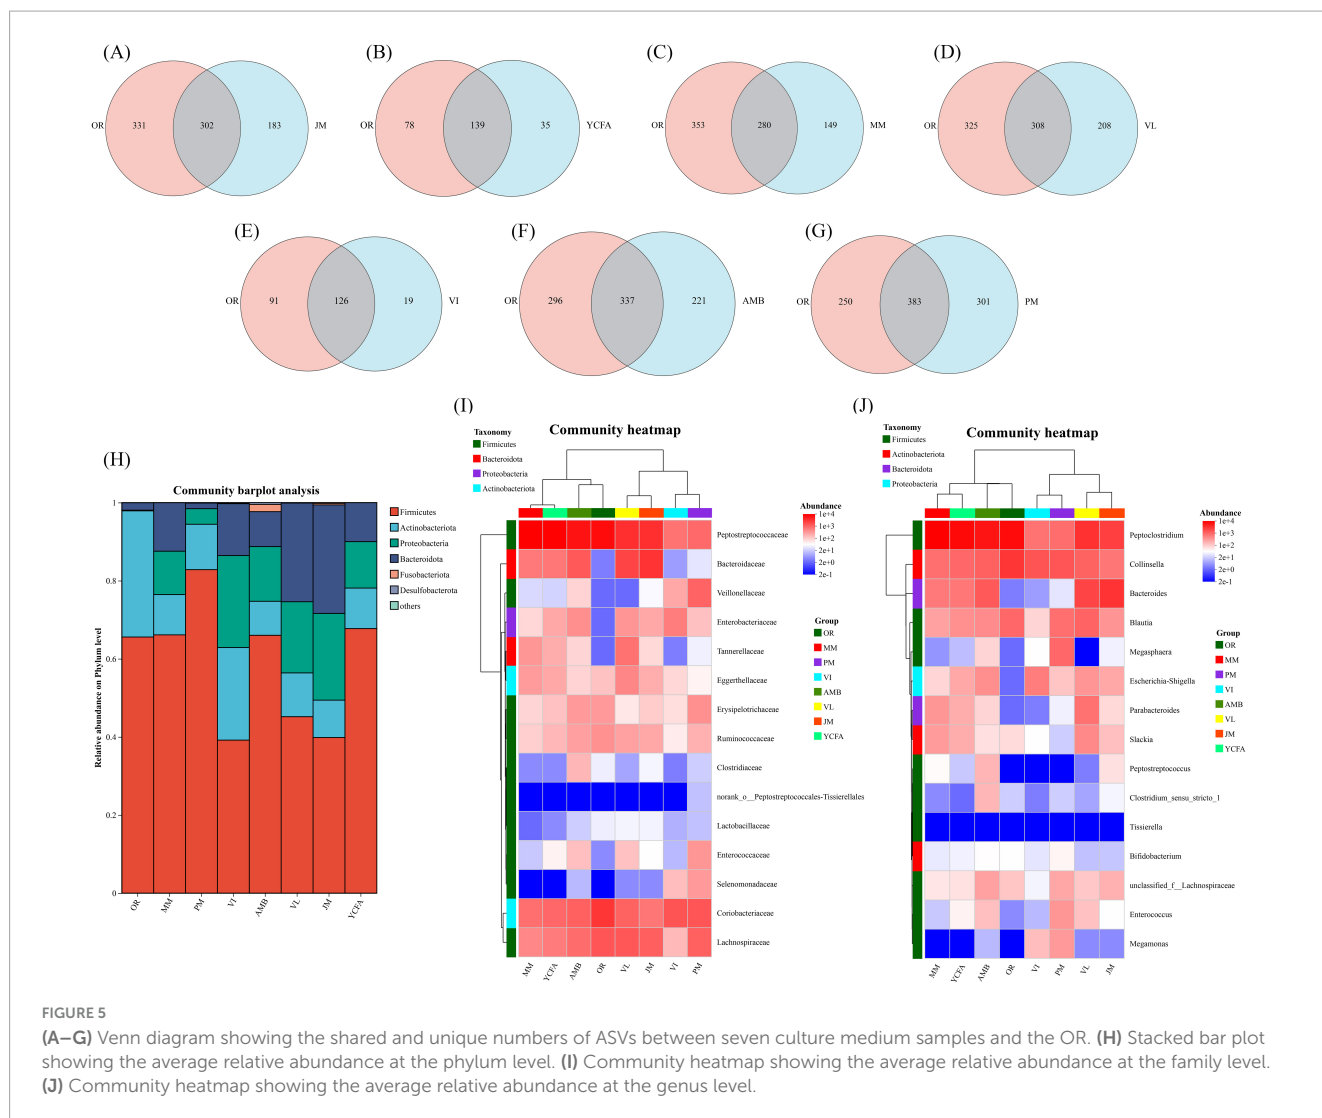 (A)
OR
331
302
183
JM
(B)
OR
78
139
35
YCFA
(C)
OR
353
280
149
MM
(D)
OR
325
308
208
VL
(E)
OR
91
126
19
VI
(F)
OR
296
337
221
AMB
(G)
OR
250
383
301
PM
(H)
Community barplot analysis
Relative abundance on Phylum level
1
0.8
0.6
0.4
0.2
0
OR
MM
PM
VI
AMB
VL
JM
YCFA
Firmicutes
Actinobacteriota
Proteobacteria
Bacteroidota
Fusobacteriota
Desulfobacterota
others
(I)
Taxonomy
Firmicutes
Bacteroidota
Proteobacteria
Actinobacteriota
Community heatmap
Peptostreptococcaceae
Bacteroidaceae
Veillonellaceae
Enterobacteriaceae
Tannerellaceae
Eggerthellaceae
Erysipelotrichaceae
Ruminococcaceae
Clostridiaceae
norank_o__Peptostreptococcales-Tissierellales
Lactobacillaceae
Enterococcaceae
Selenomonadaceae
Coriobacteriaceae
Lachnospiraceae
MM
YCFA
AMB
OR
VL
JM
VI
PM
Abundance
1e+4
1e+3
1e+2
2e+1
2e+0
2e-1
Group
OR
MM
PM
VI
AMB
VL
JM
YCFA
(J)
Taxonomy
Firmicutes
Actinobacteriota
Bacteroidota
Proteobacteria
Community heatmap
Peptoclostridium
Collinsella
Bacteroides
Blautia
Megasphaera
Escherichia-Shigella
Parabacteroides
Slackia
Peptostreptococcus
Clostridium_sensu_stricto_1
Tissierella
Bifidobacterium
unclassified_f__Lachnospiraceae
Enterococcus
Megamonas
MM
YCFA
AMB
OR
VI
PM
VL
JM
Abundance
1e+4
1e+3
1e+2
2e+1
2e+0
2e-1
Group
OR
MM
PM
VI
AMB
VL
JM
YCFA
FIGURE 5
(A–G) Venn diagram showing the shared and unique numbers of ASVs between seven culture medium samples and the OR. (H) Stacked bar plot
showing the average relative abundance at the phylum level. (I) Community heatmap showing the average relative abundance at the family level.
(J) Community heatmap showing the average relative abundance at the genus level.